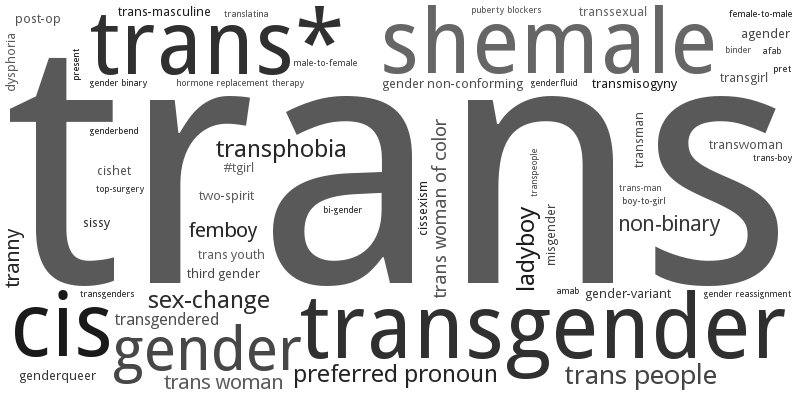 post-op
trans-masculine
translatina
trans*
shemale
puberty blockers
transsexual
female-to-male
agender
dysphoria
present
male-to-female
binder
afab
pret
gender binary
hormone replacement therapy
gender non-conforming
genderfluid
transmisogyny
transgirl
trans
genderbend
transphobia
#tgirl
cishet
top-surgery
two-spirit
bi-gender
cissexism
trans woman of color
transpeople
transman
transwoman
trans-boy
trans-man
boy-to-girl
sissy
femboy
tranny
trans youth
third gender
ladyboy
misgender
non-binary
transgenders
sex-change
amab
gender-variant
gender reassignment
cis
transgendered
gender
transgender
genderqueer
trans woman
preferred pronoun
trans people